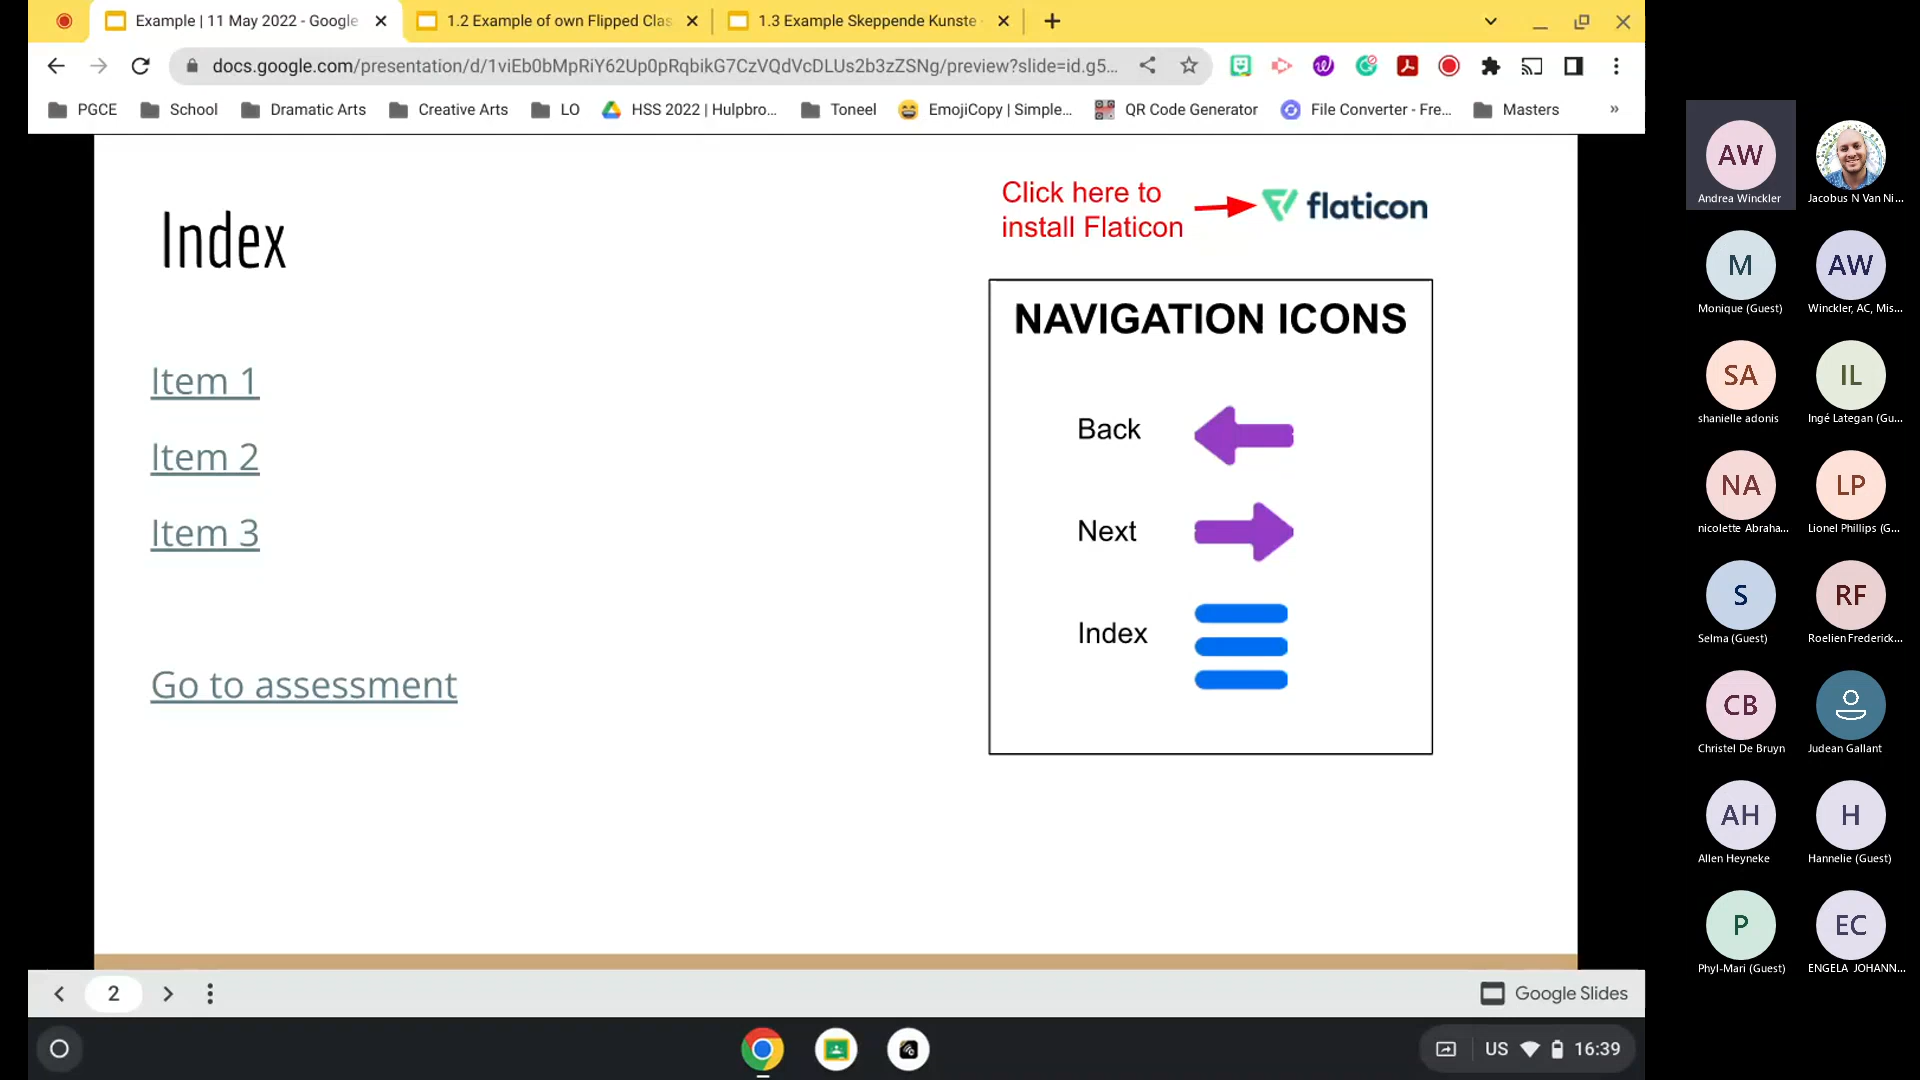 Example | 11 May 2022 - Google
1.2 Example of own Flipped Clas
1.3 Example Skeppende Kunste
docs.google.com/presentation/d/1viEb0bMpRiY62Up0pRqbikG7CzVQdVcDLUs2b3zZSNg/preview?slide=id.g5...
PGCE
School
Dramatic Arts
Creative Arts
LO
HSS 2022 | Hulpbro...
Toneel
EmojiCopy | Simple...
QR Code Generator
File Converter - Fre...
Masters
»
Index
Item 1
Item 2
Item 3
Go to assessment
Click here to
install Flaticon
flaticon
NAVIGATION ICONS
Back
Next
Index
2
Google Slides
US
16:39
AW
Andrea Winckler
Jacobus N Van Ni...
M
Monique (Guest)
AW
Winckler, AC, Mis...
SA
shanielle adonis
IL
Ingé Lategan (Gu...
NA
nicolette Abraha...
LP
Lionel Phillips (G...
S
Selma (Guest)
RF
Roelien Frederick...
CB
Christel De Bruyn
Judean Gallant
AH
Allen Heyneke
H
Hannelie (Guest)
P
Phyl-Mari (Guest)
EC
ENGELA JOHANN...